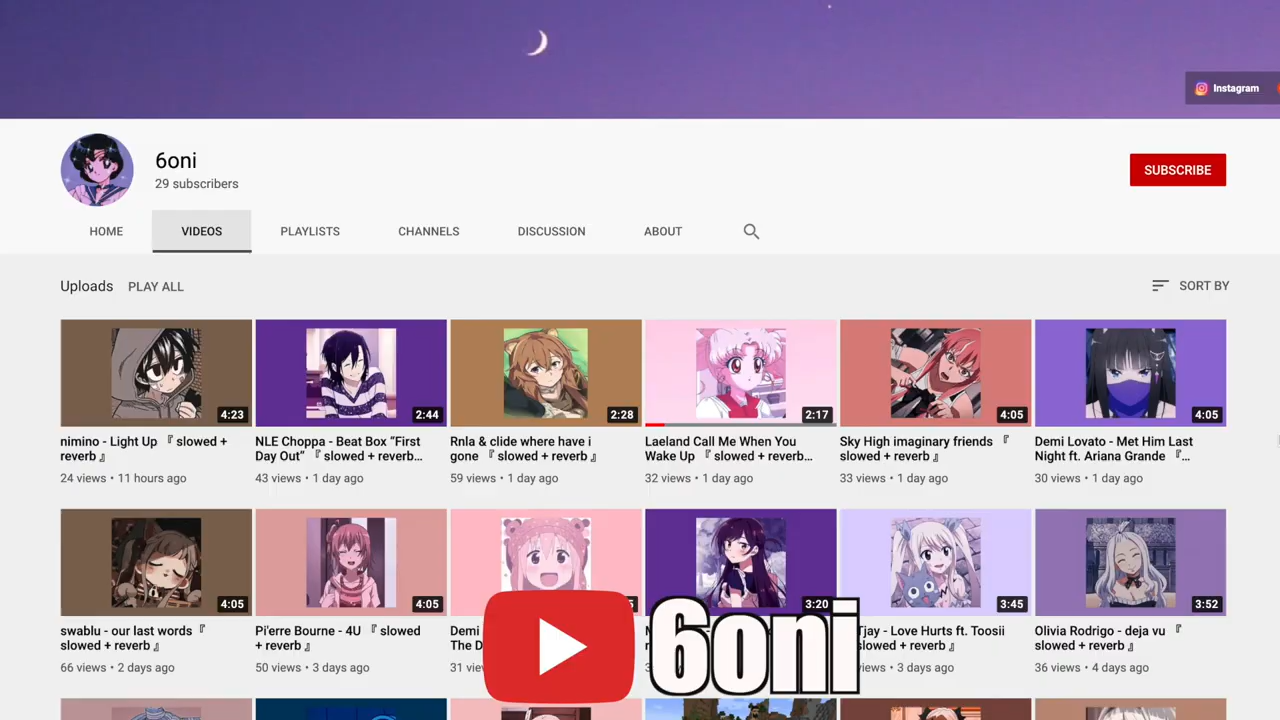 Instagram
6oni
29 subscribers
SUBSCRIBE
HOME VIDEOS PLAYLISTS CHANNELS DISCUSSION ABOUT
Uploads PLAY ALL
SORT BY
4:23
2:44
2:28
2:17
4:05
4:05
nimino - Light Up 『 slowed +
reverb 』
24 views • 11 hours ago
NLE Choppa - Beat Box “First
Day Out” 『 slowed + reverb...
43 views • 1 day ago
Rnla & clide where have i
gone 『 slowed + reverb 』
59 views • 1 day ago
Laeland Call Me When You
Wake Up 『 slowed + reverb...
32 views • 1 day ago
Sky High imaginary friends 『
slowed + reverb 』
33 views • 1 day ago
Demi Lovato - Met Him Last
Night ft. Ariana Grande 『...
30 views • 1 day ago
4:05
4:05
3:20
3:45
3:52
swablu - our last words 『
slowed + reverb 』
66 views • 2 days ago
Pi'erre Bourne - 4U 『 slowed
+ reverb 』
50 views • 3 days ago
Demi
The D
31 view
Tjay - Love Hurts ft. Toosii
slowed + reverb 』
views • 3 days ago
Olivia Rodrigo - deja vu 『
slowed + reverb 』
36 views • 4 days ago
6oni